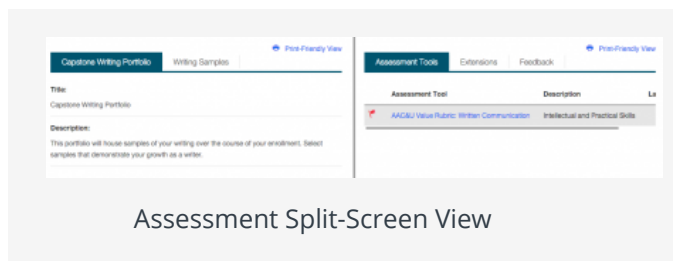 Print-Friendly View
Capstone Writing Portfolio Writing Samples
Title:
Capstone Writing Portfolio
Description:
This portfolio will house samples of your writing over the course of your enrollment. Select
samples that demonstrate your growth as a writer.
Print-Friendly View
Assessment Tools Extensions Feedback
Assessment Tool Description La
AAC&U Value Rubric: Written Communication Intellectual and Practical Skills
Assessment Split-Screen View